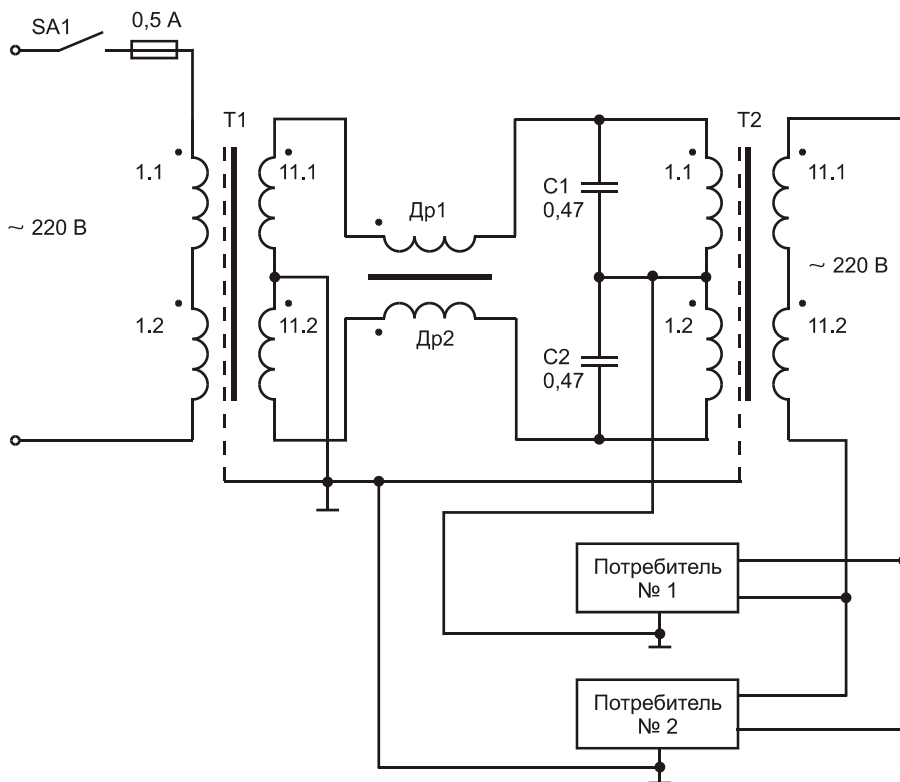 SA1
0,5 А
T1
T2
1.1
11.1
1.1
11.1
Др1
C1
0,47
~ 220 В
~ 220 В
1.2
11.2
Др2
1.2
11.2
C2
0,47
Потребитель
№ 1
Потребитель
№ 2